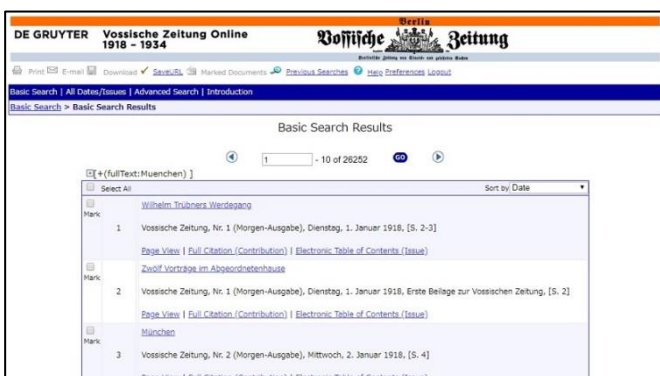 Berlin
DE GRUYTER Vossische Zeitung Online
1918 – 1934
Vossische Zeitung
Print E-mail Download SaveURL Marked Documents Previous Searches Help Preferences Logout
Basic Search | All Dates/Issues | Advanced Search | Introduction
Basic Search > Basic Search Results
Basic Search Results
1 - 10 of 26252 GO
[+(fullText:Muenchen) ]
Select All Sort by Date
Mark
Wilhelm Trübners Werdegang
1 Vossische Zeitung, Nr. 1 (Morgen-Ausgabe), Dienstag, 1. Januar 1918, [S. 2-3]
Page View | Full Citation (Contribution) | Electronic Table of Contents (Issue)
Mark
Zwölf Vorträge im Abgeordnetenhause
2 Vossische Zeitung, Nr. 1 (Morgen-Ausgabe), Dienstag, 1. Januar 1918, Erste Beilage zur Vossischen Zeitung, [S. 2]
Page View | Full Citation (Contribution) | Electronic Table of Contents (Issue)
Mark
München
3 Vossische Zeitung, Nr. 2 (Morgen-Ausgabe), Mittwoch, 2. Januar 1918, [S. 4]